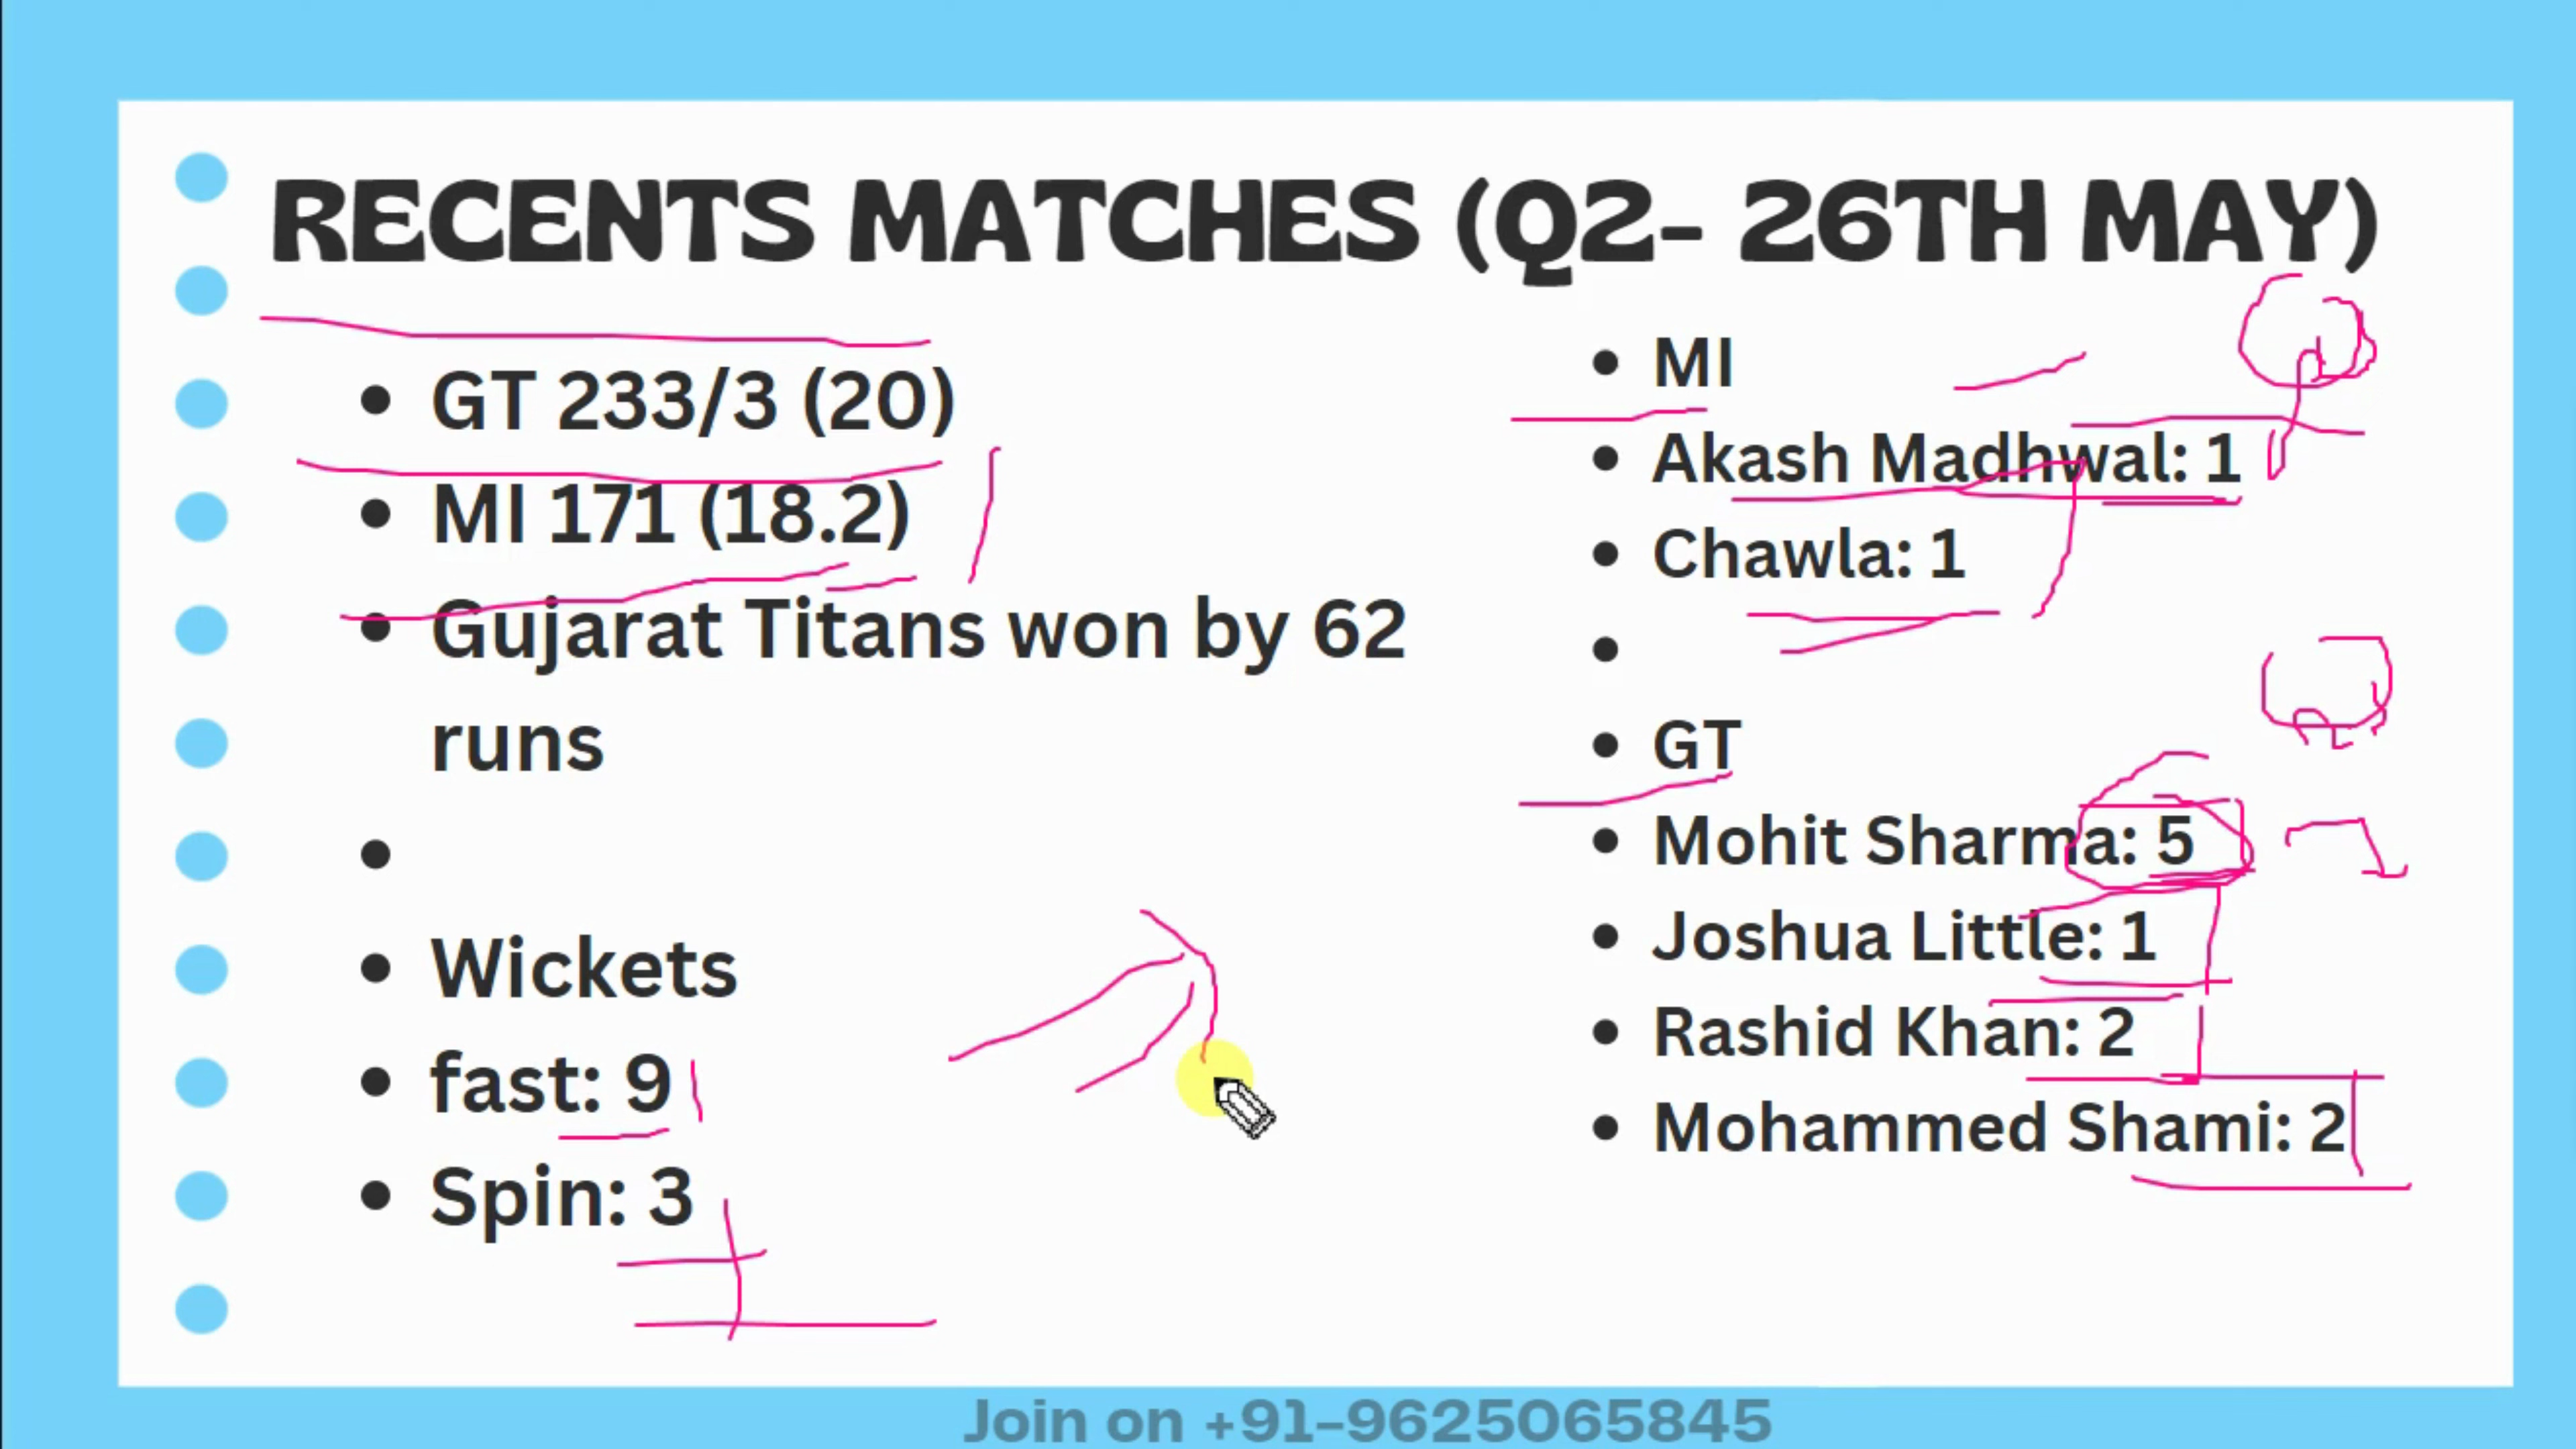 RECENTS MATCHES (Q2- 26TH MAY)
GT 233/3 (20)
MI 171 (18.2)
Gujarat Titans won by 62
runs
Wickets
fast: 9
Spin: 3
MI
Akash Madhwal: 1
Chawla: 1
GT
Mohit Sharma: 5
Joshua Little: 1
Rashid Khan: 2
Mohammed Shami: 2
Join on +91-9625065845